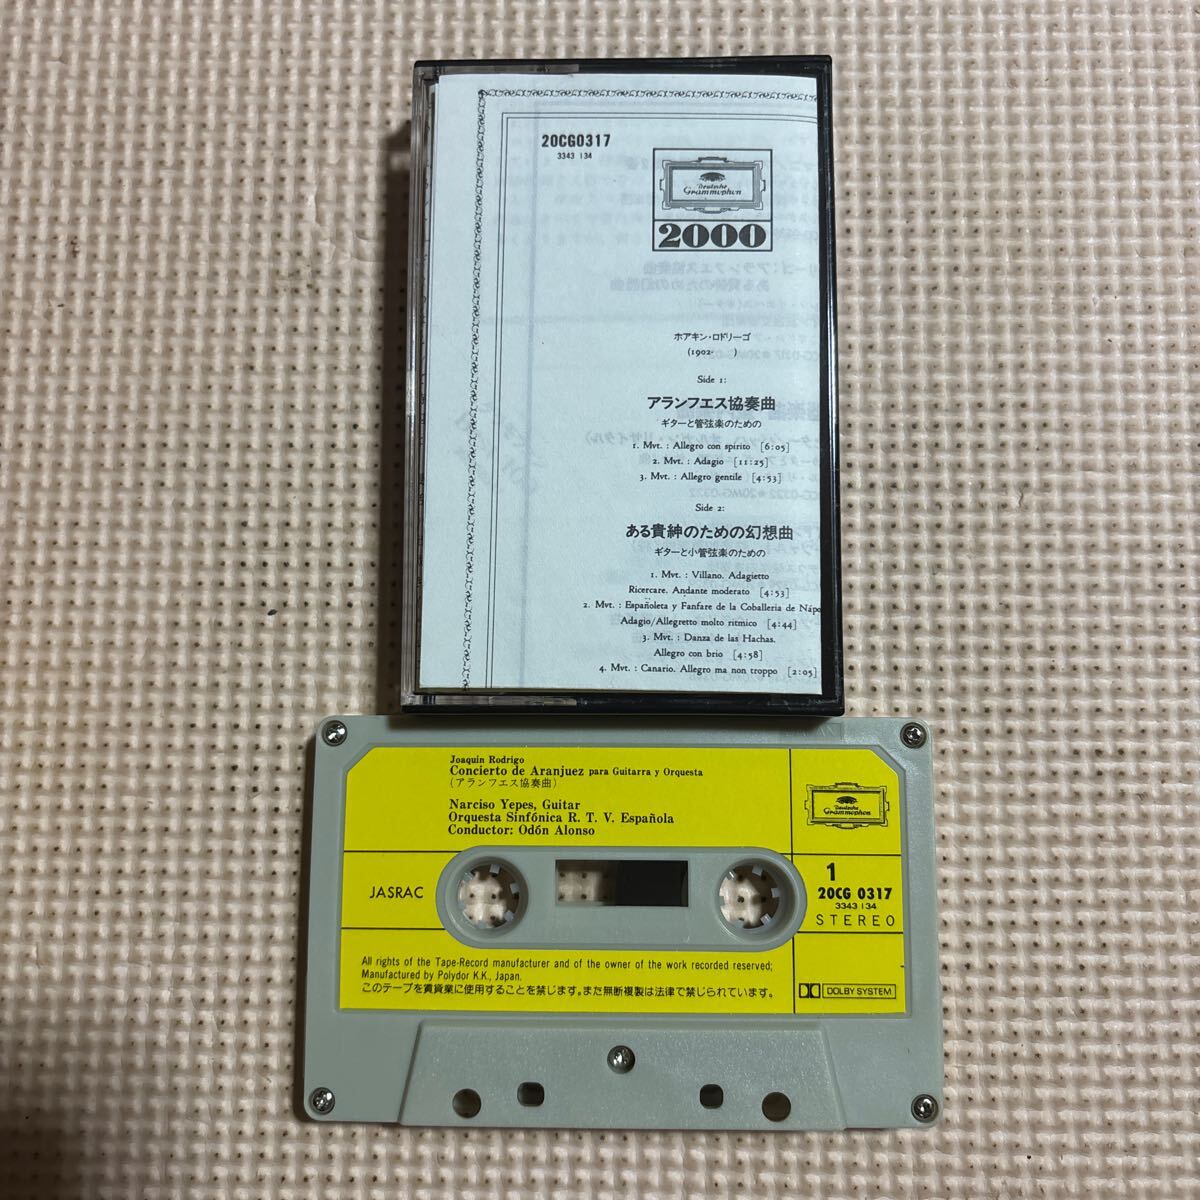 20CG0317
3343 134
Deutsche
Grammophon
2000
ホアキン・ロドリーゴ
(1902- )
Side 1:
アランフエス協奏曲
ギターと管弦楽のための
1. Mvt. : Allegro con spirito [6:05]
2. Mvt. : Adagio [11:25]
3. Mvt. : Allegro gentile [4:53]
Side 2:
ある貴紳のための幻想曲
ギターと小管弦楽のための
1. Mvt. : Villano. Adagietto
Ricercare. Andante moderato [4:53]
2. Mvt. : Españoleta y Fanfare de la Coballeria de Nápo
Adagio/Allegretto molto ritmico [4:44]
3. Mvt. : Danza de las Hachas.
Allegro con brio [4:58]
4. Mvt. : Canario. Allegro ma non troppo [2:05]
Joaquin Rodrigo
Concierto de Aranjuez para Guitarra y Orquesta
(アランフエス協奏曲)
Narciso Yepes, Guitar
Orquesta Sinfónica R. T. V. Española
Conductor: Odón Alonso
Deutsche
Grammophon
JASRAC
1
20CG 0317
3343 134
STEREO
All rights of the Tape-Record manufacturer and of the owner of the work recorded reserved;
Manufactured by Polydor K.K., Japan.
このテープを賃貸業に使用することを禁じます。また無断複製は法律で禁じられています。
DOLBY SYSTEM